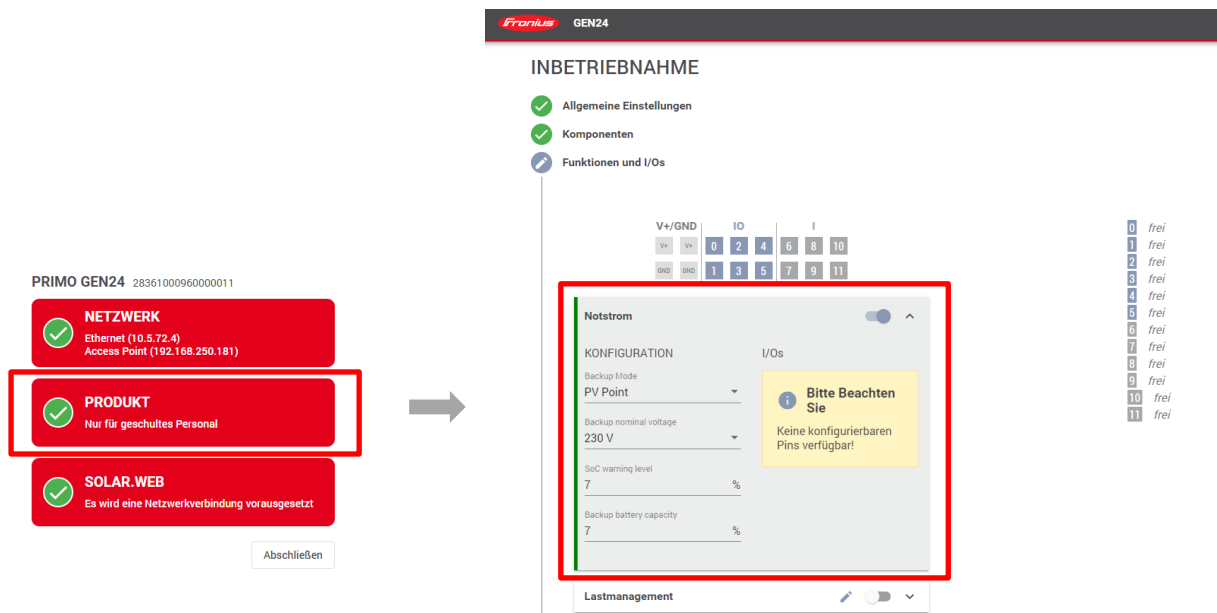 PRIMO GEN24 28361000960000011
NETZWERK
Ethernet (10.5.72.4)
Access Point (192.168.250.181)
PRODUKT
Nur für geschultes Personal
SOLAR.WEB
Es wird eine Netzwerkverbindung vorausgesetzt
Abschließen
Fronius GEN24
INBETRIEBNAHME
Allgemeine Einstellungen
Komponenten
Funktionen und I/Os
V+/GND IO I
V+ V+ 0 2 4 6 8 10
GND GND 1 3 5 7 9 11
Notstrom
KONFIGURATION
Backup Mode
PV Point
Backup nominal voltage
230 V
SoC warning level
7 %
Backup battery capacity
7 %
I/Os
Bitte Beachten
Sie
Keine konfigurierbaren
Pins verfügbar!
Lastmanagement
0 frei
1 frei
2 frei
3 frei
4 frei
5 frei
6 frei
7 frei
8 frei
9 frei
10 frei
11 frei